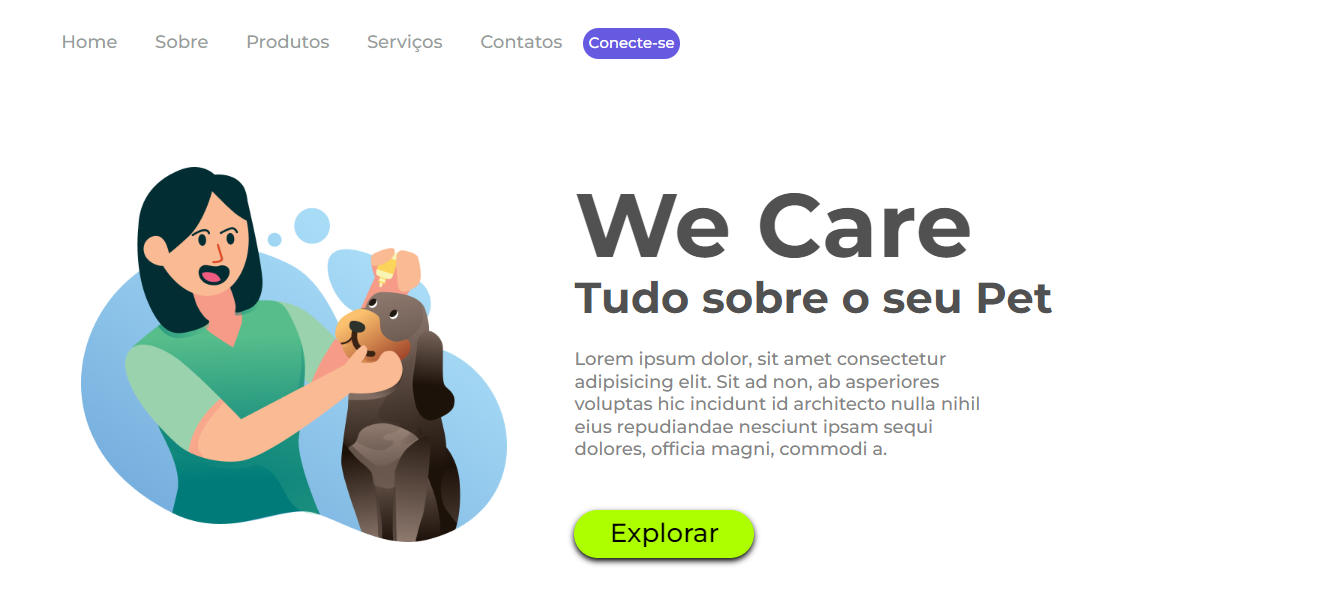 Home Sobre Produtos Serviços Contatos Conecte-se
We Care
Tudo sobre o seu Pet
Lorem ipsum dolor, sit amet consectetur
adipisicing elit. Sit ad non, ab asperiores
voluptas hic incidunt id architecto nulla nihil
eius repudiandae nesciunt ipsam sequi
dolores, officia magni, commodi a.
Explorar